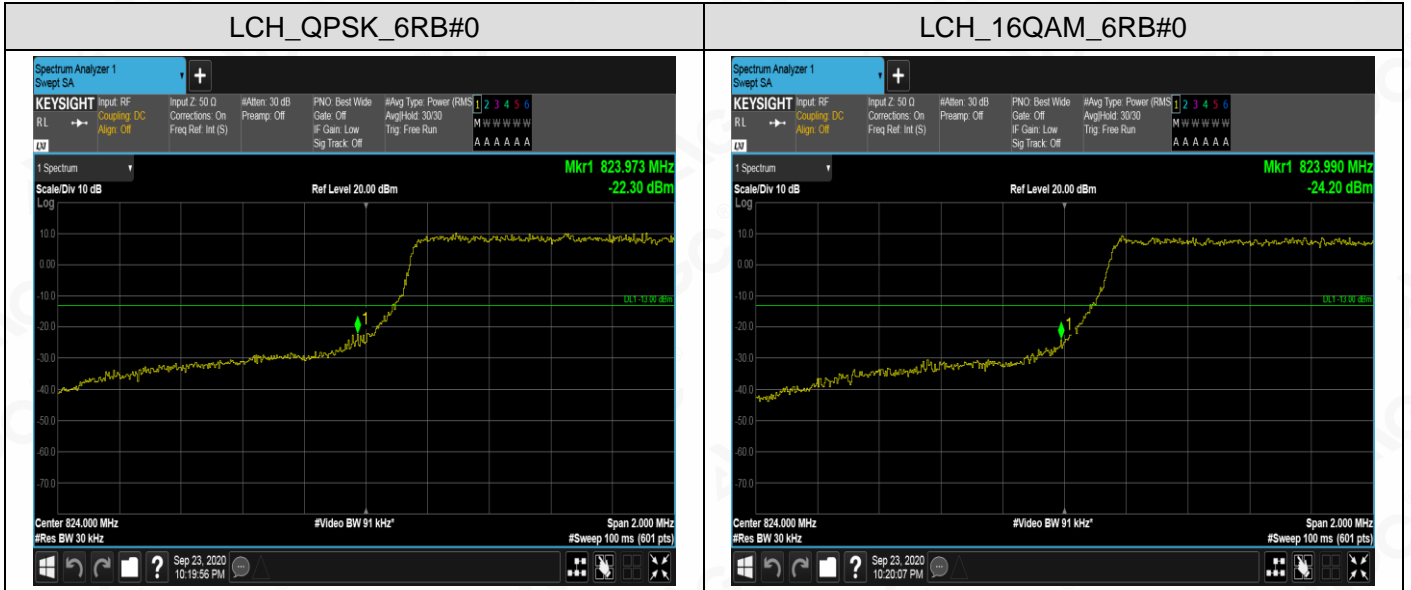 LCH_QPSK_6RB#0
Spectrum Analyzer 1
Swept SA
+
KEYSIGHT
RL
LXI
Input: RF
Coupling: DC
Align: Off
Input Z: 50 Ω
Corrections: On
Freq Ref: Int (S)
#Atten: 30 dB
Preamp: Off
PNO: Best Wide
Gate: Off
IF Gain: Low
Sig Track: Off
#Avg Type: Power (RMS
Avg|Hold: 30/30
Trig: Free Run
1 2 3 4 5 6
M W W W W W
A A A A A A
1 Spectrum
Mkr1 823.973 MHz
-22.30 dBm
Scale/Div 10 dB
Ref Level 20.00 dBm
Log
10.0
0.00
-10.0
DL1 -13.00 dBm
1
-20.0
-30.0
-40.0
-50.0
-60.0
-70.0
Center 824.000 MHz
#Video BW 91 kHz*
Span 2.000 MHz
#Res BW 30 kHz
#Sweep 100 ms (601 pts)
?
Sep 23, 2020
10:19:56 PM
LCH_16QAM_6RB#0
Spectrum Analyzer 1
Swept SA
+
KEYSIGHT
RL
LXI
Input: RF
Coupling: DC
Align: Off
Input Z: 50 Ω
Corrections: On
Freq Ref: Int (S)
#Atten: 30 dB
Preamp: Off
PNO: Best Wide
Gate: Off
IF Gain: Low
Sig Track: Off
#Avg Type: Power (RMS
Avg|Hold: 30/30
Trig: Free Run
1 2 3 4 5 6
M W W W W W
A A A A A A
1 Spectrum
Mkr1 823.990 MHz
-24.20 dBm
Scale/Div 10 dB
Ref Level 20.00 dBm
Log
10.0
0.00
-10.0
DL1 -13.00 dBm
1
-20.0
-30.0
-40.0
-50.0
-60.0
-70.0
Center 824.000 MHz
#Video BW 91 kHz*
Span 2.000 MHz
#Res BW 30 kHz
#Sweep 100 ms (601 pts)
?
Sep 23, 2020
10:20:07 PM